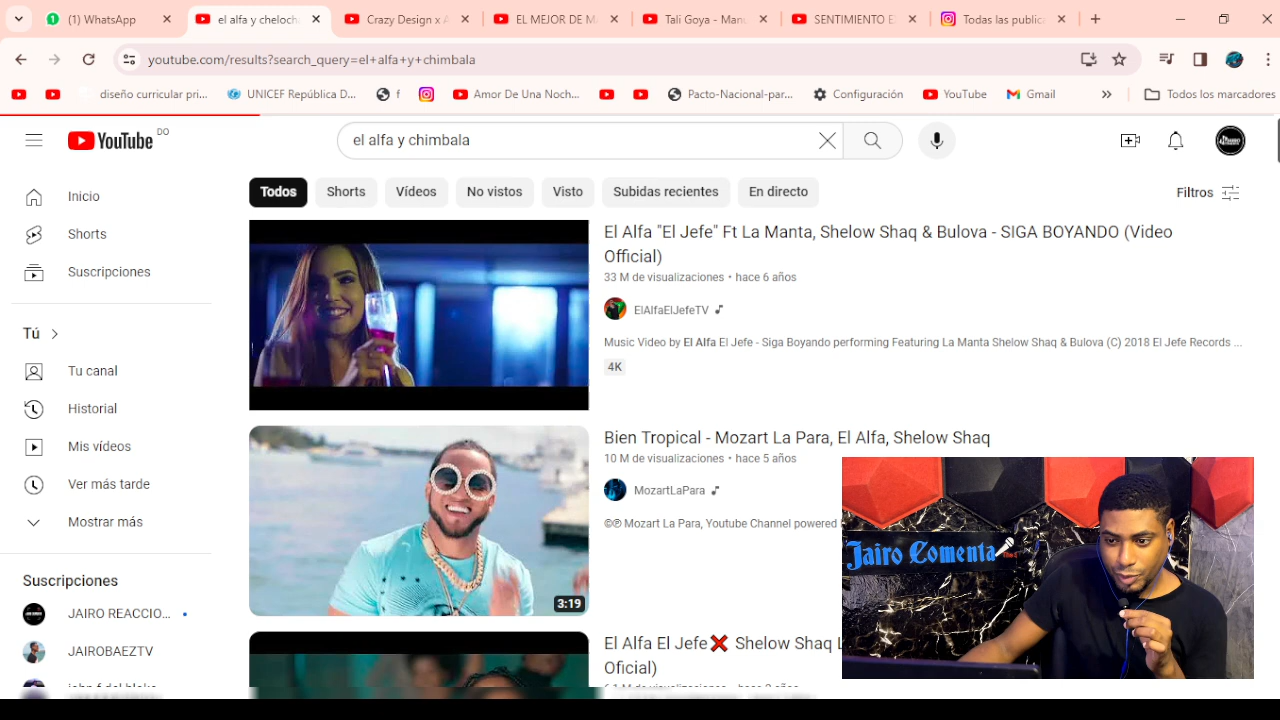 (1) WhatsApp
el alfa y cheloch
Crazy Design x A
EL MEJOR DE M
Tali Goya - Manu
SENTIMIENTO E
Todas las publica
youtube.com/results?search_query=el+alfa+y+chimbala
diseño curricular pri...
UNICEF República D...
f
Amor De Una Noch...
Pacto-Nacional-par...
Configuración
YouTube
Gmail
Todos los marcadores
YouTube DO
el alfa y chimbala
Todos
Shorts
Vídeos
No vistos
Visto
Subidas recientes
En directo
Filtros
Inicio
Shorts
Suscripciones
Tú
Tu canal
Historial
Mis vídeos
Ver más tarde
Mostrar más
Suscripciones
JAIRO REACCIO...
JAIROBAEZTV
El Alfa "El Jefe" Ft La Manta, Shelow Shaq & Bulova - SIGA BOYANDO (Video
Official)
33 M de visualizaciones • hace 6 años
ElAlfaElJefeTV
Music Video by El Alfa El Jefe - Siga Boyando performing Featuring La Manta Shelow Shaq & Bulova (C) 2018 El Jefe Records ...
4K
Bien Tropical - Mozart La Para, El Alfa, Shelow Shaq
10 M de visualizaciones • hace 5 años
MozartLaPara
©℗ Mozart La Para, Youtube Channel powered
3:19
El Alfa El Jefe❌ Shelow Shaq L
Oficial)
Jairo Comenta